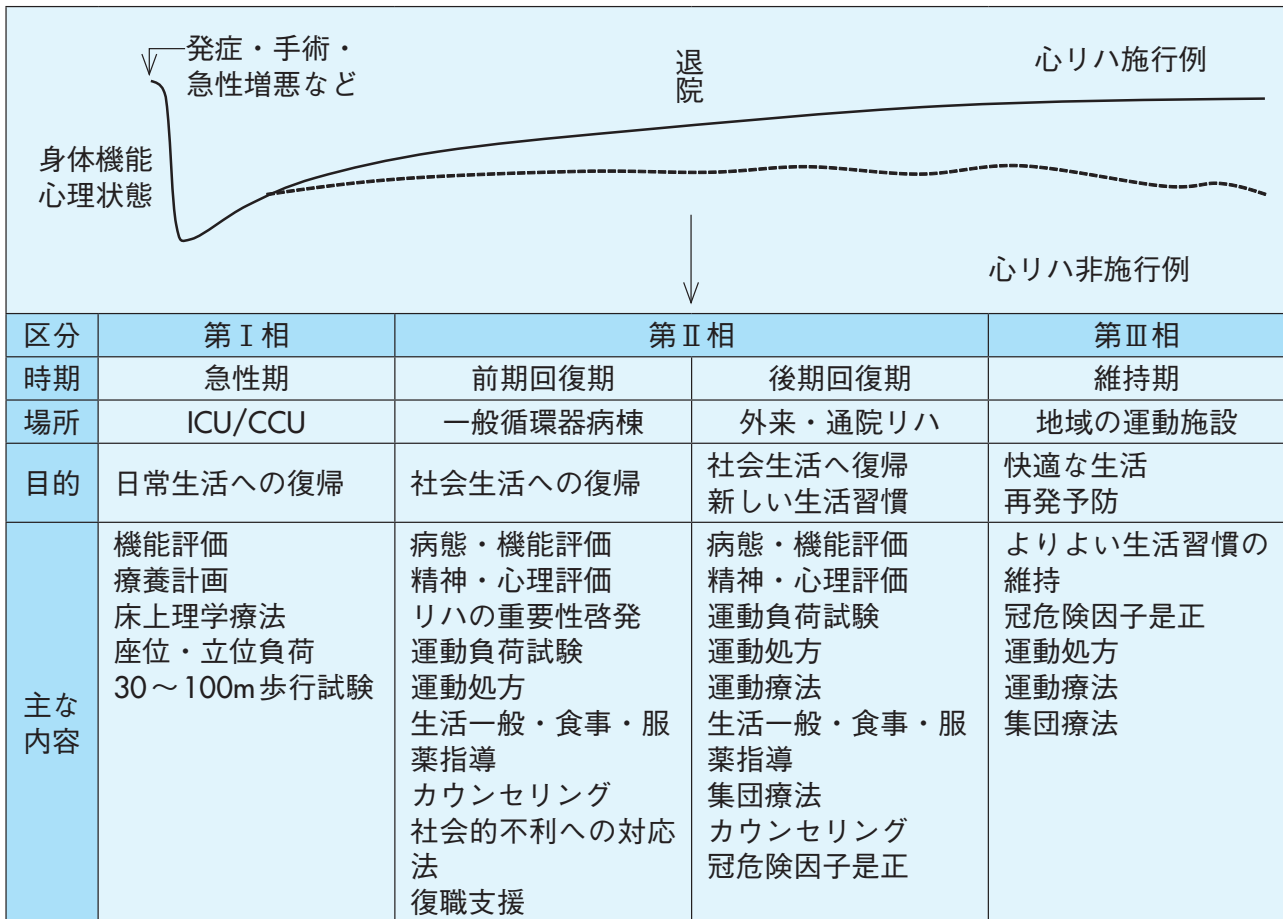 発症・手術・
急性増悪など
退院
心リハ施行例
身体機能
心理状態
心リハ非施行例
区分 第Ⅰ相 第Ⅱ相 第Ⅲ相
時期 急性期 前期回復期 後期回復期 維持期
場所 ICU/CCU 一般循環器病棟 外来・通院リハ 地域の運動施設
目的 日常生活への復帰 社会生活への復帰
社会生活へ復帰
新しい生活習慣
快適な生活
再発予防
主な
内容
機能評価
療養計画
床上理学療法
座位・立位負荷
30～100m歩行試験
病態・機能評価
精神・心理評価
リハの重要性啓発
運動負荷試験
運動処方
生活一般・食事・服
薬指導
カウンセリング
社会的不利への対応
法
復職支援
病態・機能評価
精神・心理評価
運動負荷試験
運動処方
運動療法
生活一般・食事・服
薬指導
集団療法
カウンセリング
冠危険因子是正
よりよい生活習慣の
維持
冠危険因子是正
運動処方
運動療法
集団療法